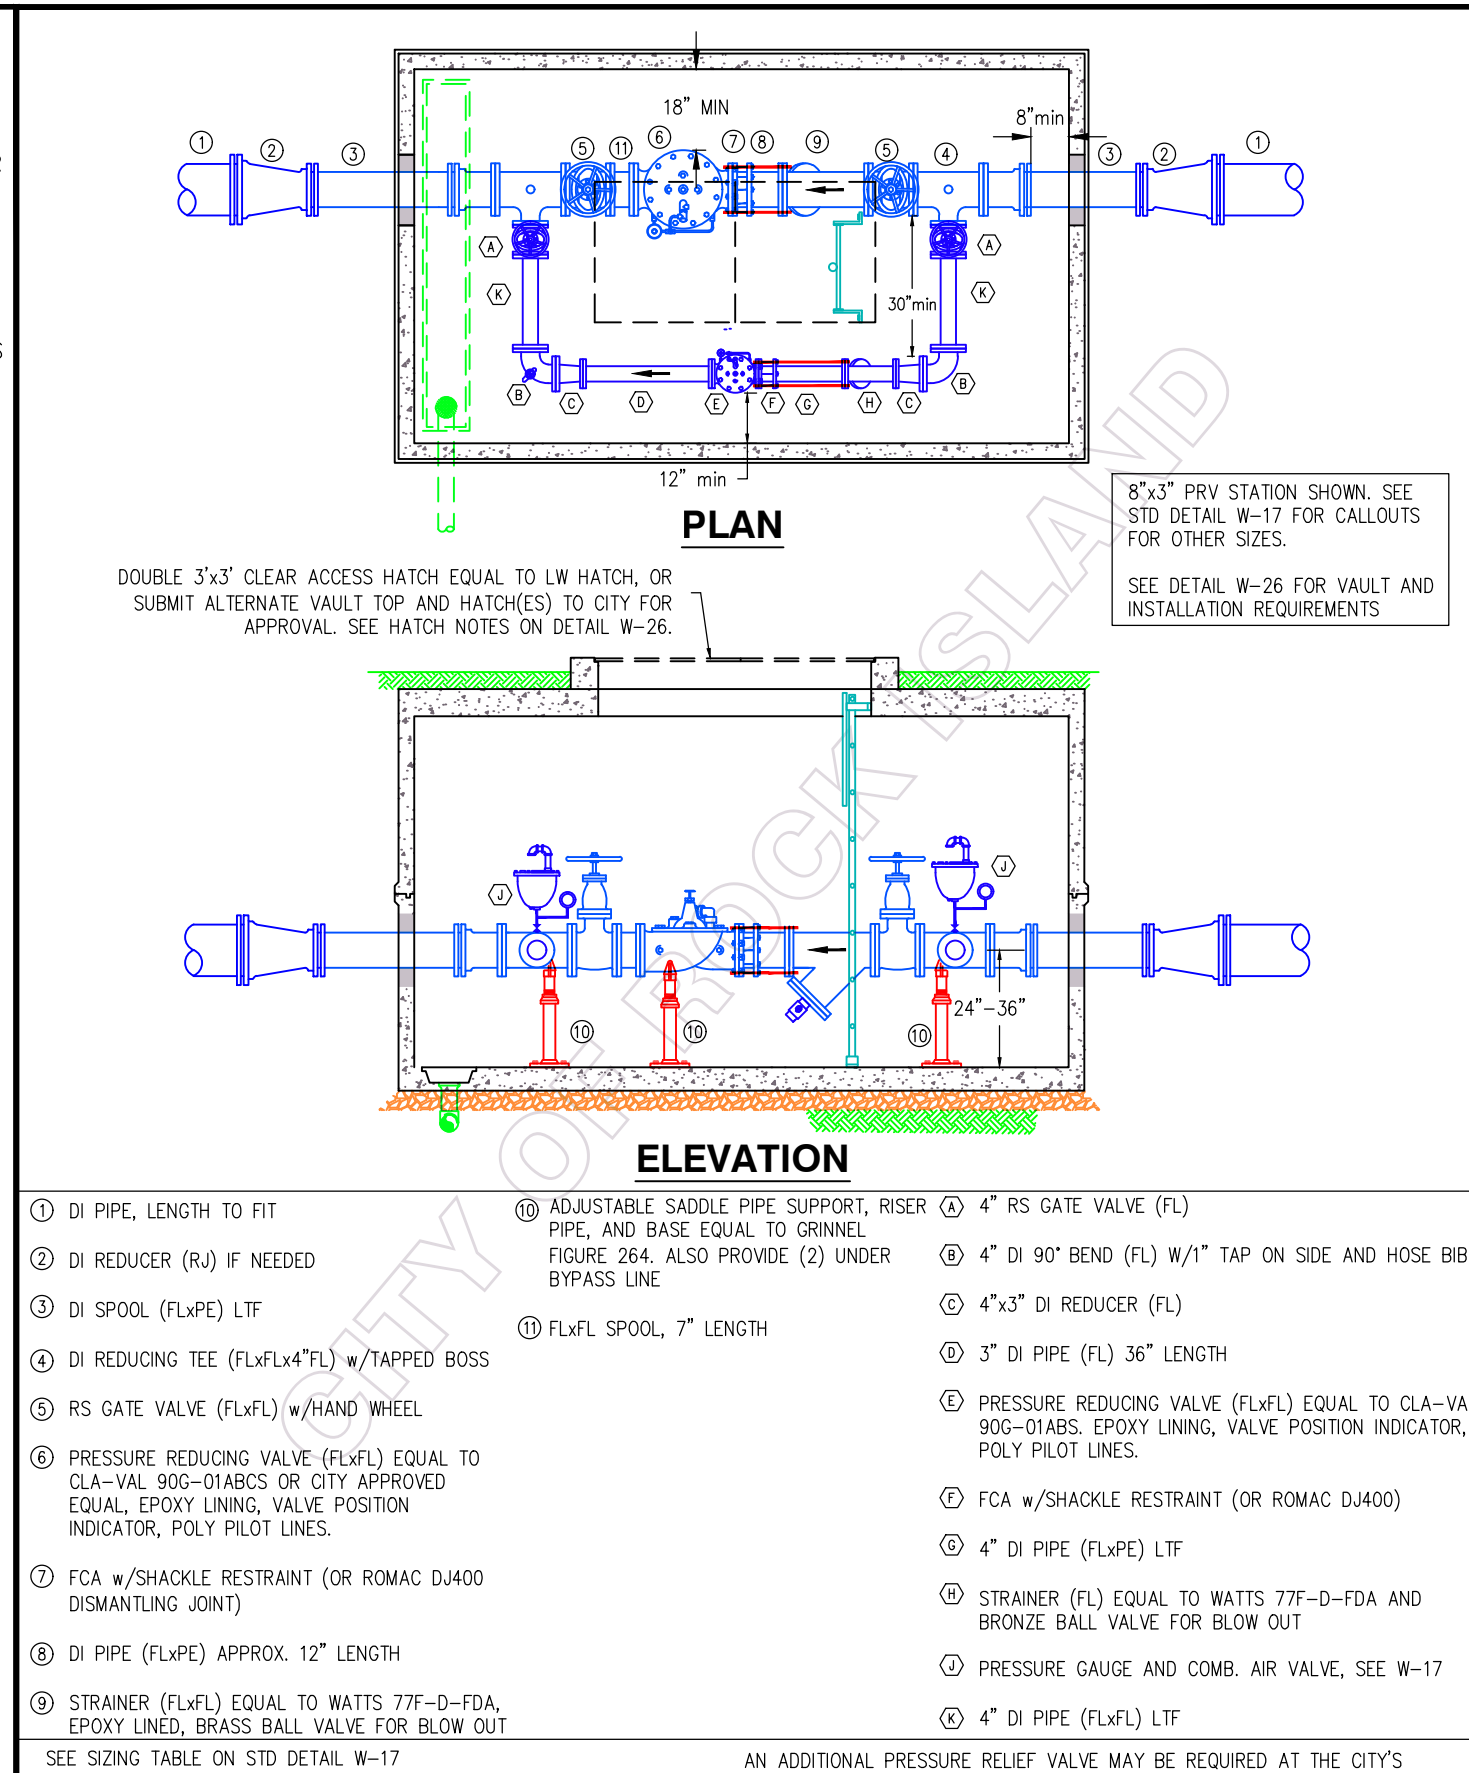 18" MIN
8"min
1
2
3
5
11
6
7
8
9
5
4
3
2
1
A
A
K
K
30"min
B
C
D
E
F
G
H
C
B
12" min
PLAN
8"x3" PRV STATION SHOWN. SEE
STD DETAIL W-17 FOR CALLOUTS
FOR OTHER SIZES.
SEE DETAIL W-26 FOR VAULT AND
INSTALLATION REQUIREMENTS
DOUBLE 3'x3' CLEAR ACCESS HATCH EQUAL TO LW HATCH, OR
SUBMIT ALTERNATE VAULT TOP AND HATCH(ES) TO CITY FOR
APPROVAL. SEE HATCH NOTES ON DETAIL W-26.
J
J
10
10
10
24"-36"
ELEVATION
CITY OF ROCK ISLAND
1 DI PIPE, LENGTH TO FIT
2 DI REDUCER (RJ) IF NEEDED
3 DI SPOOL (FLxPE) LTF
4 DI REDUCING TEE (FLxFLx4"FL) w/TAPPED BOSS
5 RS GATE VALVE (FLxFL) w/HAND WHEEL
6 PRESSURE REDUCING VALVE (FLxFL) EQUAL TO
CLA-VAL 90G-01ABCS OR CITY APPROVED
EQUAL, EPOXY LINING, VALVE POSITION
INDICATOR, POLY PILOT LINES.
7 FCA w/SHACKLE RESTRAINT (OR ROMAC DJ400
DISMANTLING JOINT)
8 DI PIPE (FLxPE) APPROX. 12" LENGTH
9 STRAINER (FLxFL) EQUAL TO WATTS 77F-D-FDA,
EPOXY LINED, BRASS BALL VALVE FOR BLOW OUT
10 ADJUSTABLE SADDLE PIPE SUPPORT, RISER
PIPE, AND BASE EQUAL TO GRINNEL
FIGURE 264. ALSO PROVIDE (2) UNDER
BYPASS LINE
11 FLxFL SPOOL, 7" LENGTH
A 4" RS GATE VALVE (FL)
B 4" DI 90° BEND (FL) W/1" TAP ON SIDE AND HOSE BIB
C 4"x3" DI REDUCER (FL)
D 3" DI PIPE (FL) 36" LENGTH
E PRESSURE REDUCING VALVE (FLxFL) EQUAL TO CLA-VA
90G-01ABS. EPOXY LINING, VALVE POSITION INDICATOR,
POLY PILOT LINES.
F FCA w/SHACKLE RESTRAINT (OR ROMAC DJ400)
G 4" DI PIPE (FLxPE) LTF
H STRAINER (FL) EQUAL TO WATTS 77F-D-FDA AND
BRONZE BALL VALVE FOR BLOW OUT
J PRESSURE GAUGE AND COMB. AIR VALVE, SEE W-17
K 4" DI PIPE (FLxFL) LTF
SEE SIZING TABLE ON STD DETAIL W-17
AN ADDITIONAL PRESSURE RELIEF VALVE MAY BE REQUIRED AT THE CITY'S